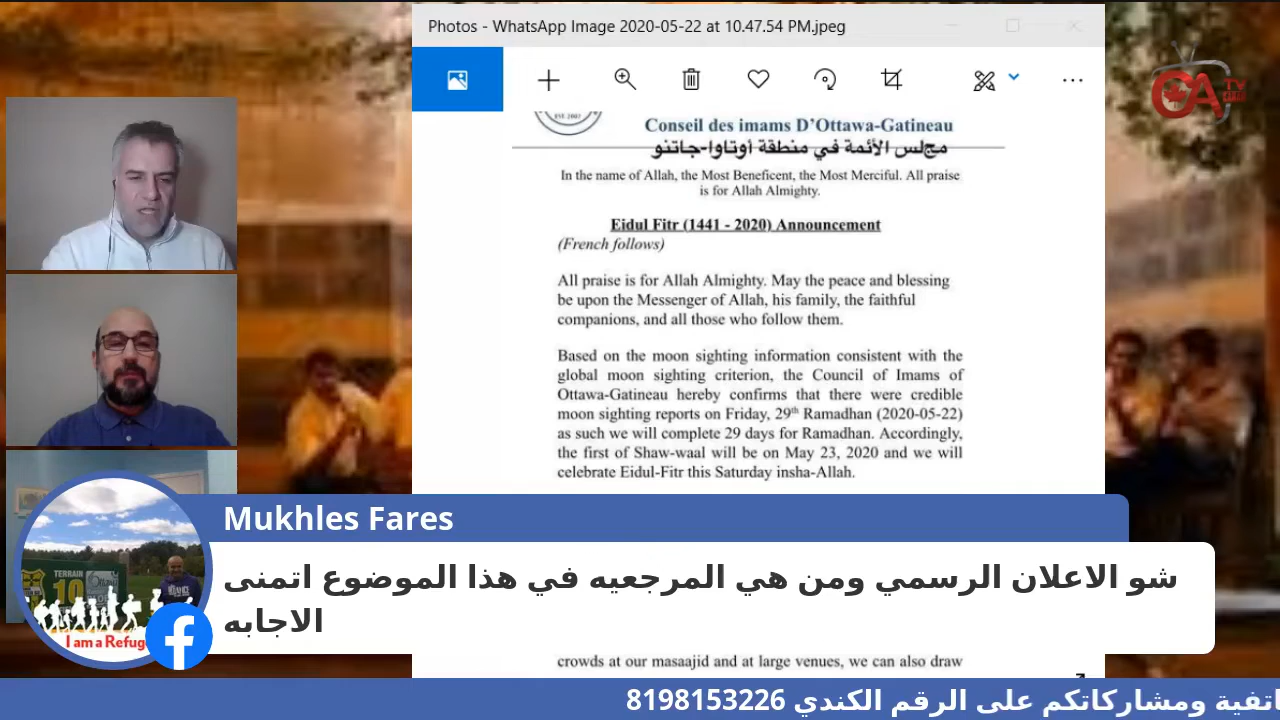 Photos - WhatsApp Image 2020-05-22 at 10.47.54 PM.jpeg
EST. 2003
Conseil des imams D'Ottawa-Gatineau
مجلس الأئمة في منطقة أوتاوا-جاتنو
In the name of Allah, the Most Beneficent, the Most Merciful. All praise
is for Allah Almighty.
Eidul Fitr (1441 - 2020) Announcement
(French follows)
All praise is for Allah Almighty. May the peace and blessing
be upon the Messenger of Allah, his family, the faithful
companions, and all those who follow them.
Based on the moon sighting information consistent with the
global moon sighting criterion, the Council of Imams of
Ottawa-Gatineau hereby confirms that there were credible
moon sighting reports on Friday, 29th Ramadhan (2020-05-22)
as such we will complete 29 days for Ramadhan. Accordingly,
the first of Shaw-waal will be on May 23, 2020 and we will
celebrate Eidul-Fitr this Saturday insha-Allah.
Mukhles Fares
شو الاعلان الرسمي ومن هي المرجعيه في هذا الموضوع اتمنى
الاجابه
TERRAIN
10
Ottawa
I am a Refug
crowds at our masaajid and at large venues, we can also draw
اتفية ومشاركاتكم على الرقم الكندي 8198153226
CA TV